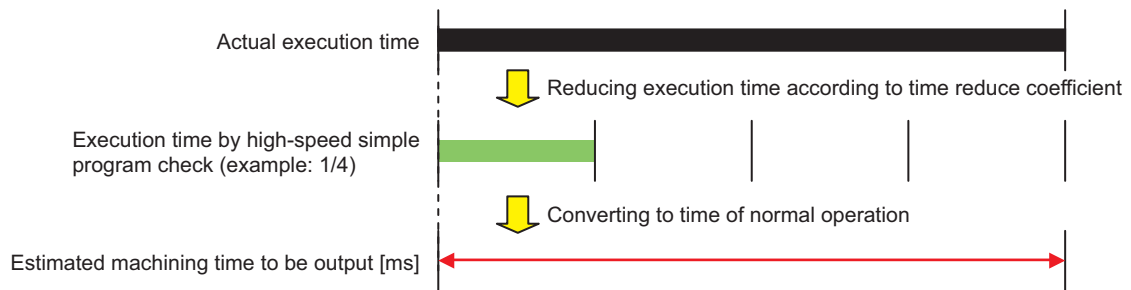 Actual execution time
Reducing execution time according to time reduce coefficient
Execution time by high-speed simple
program check (example: 1/4)
Converting to time of normal operation
Estimated machining time to be output [ms]